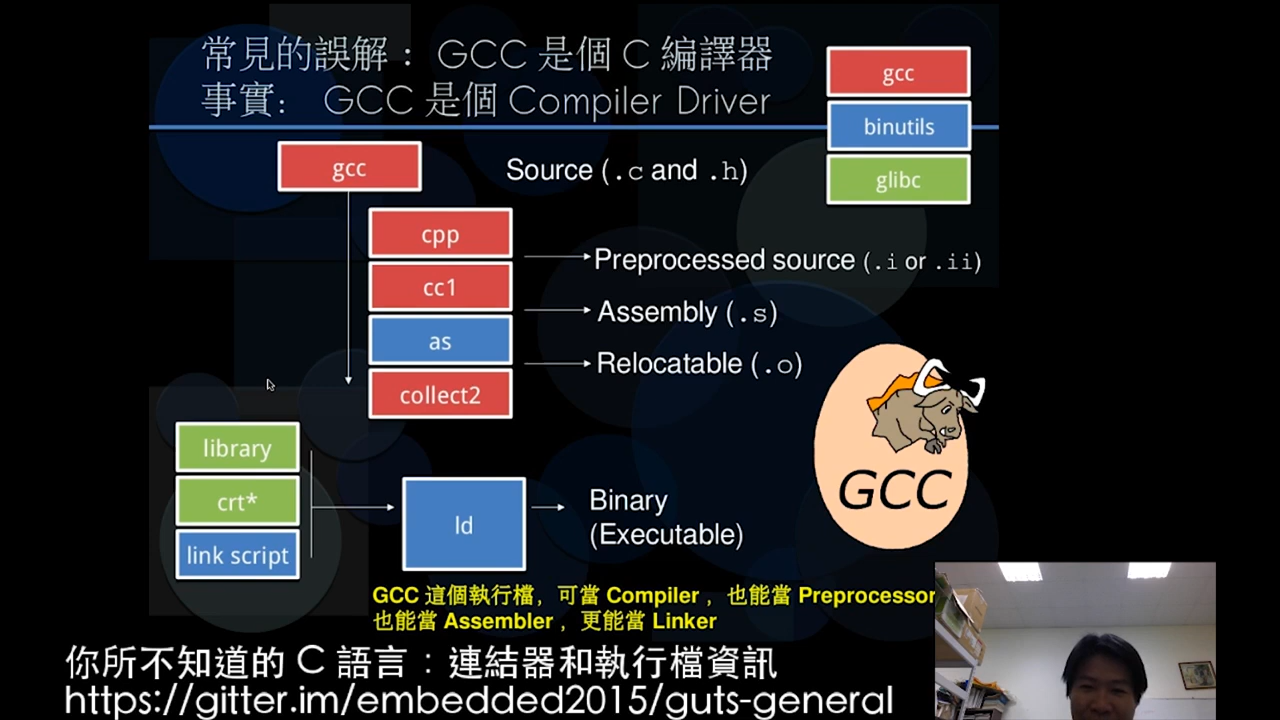 常見的誤解： GCC 是個 C 編譯器
事實： GCC 是個 Compiler Driver
gcc
binutils
glibc
gcc
Source (.c and .h)
cpp
Preprocessed source (.i or .ii)
cc1
Assembly (.s)
as
Relocatable (.o)
collect2
library
crt*
link script
ld
Binary
(Executable)
GCC
GCC 這個執行檔，可當 Compiler ，也能當 Preprocessor
也能當 Assembler ，更能當 Linker
你所不知道的 C 語言：連結器和執行檔資訊
https://gitter.im/embedded2015/guts-general